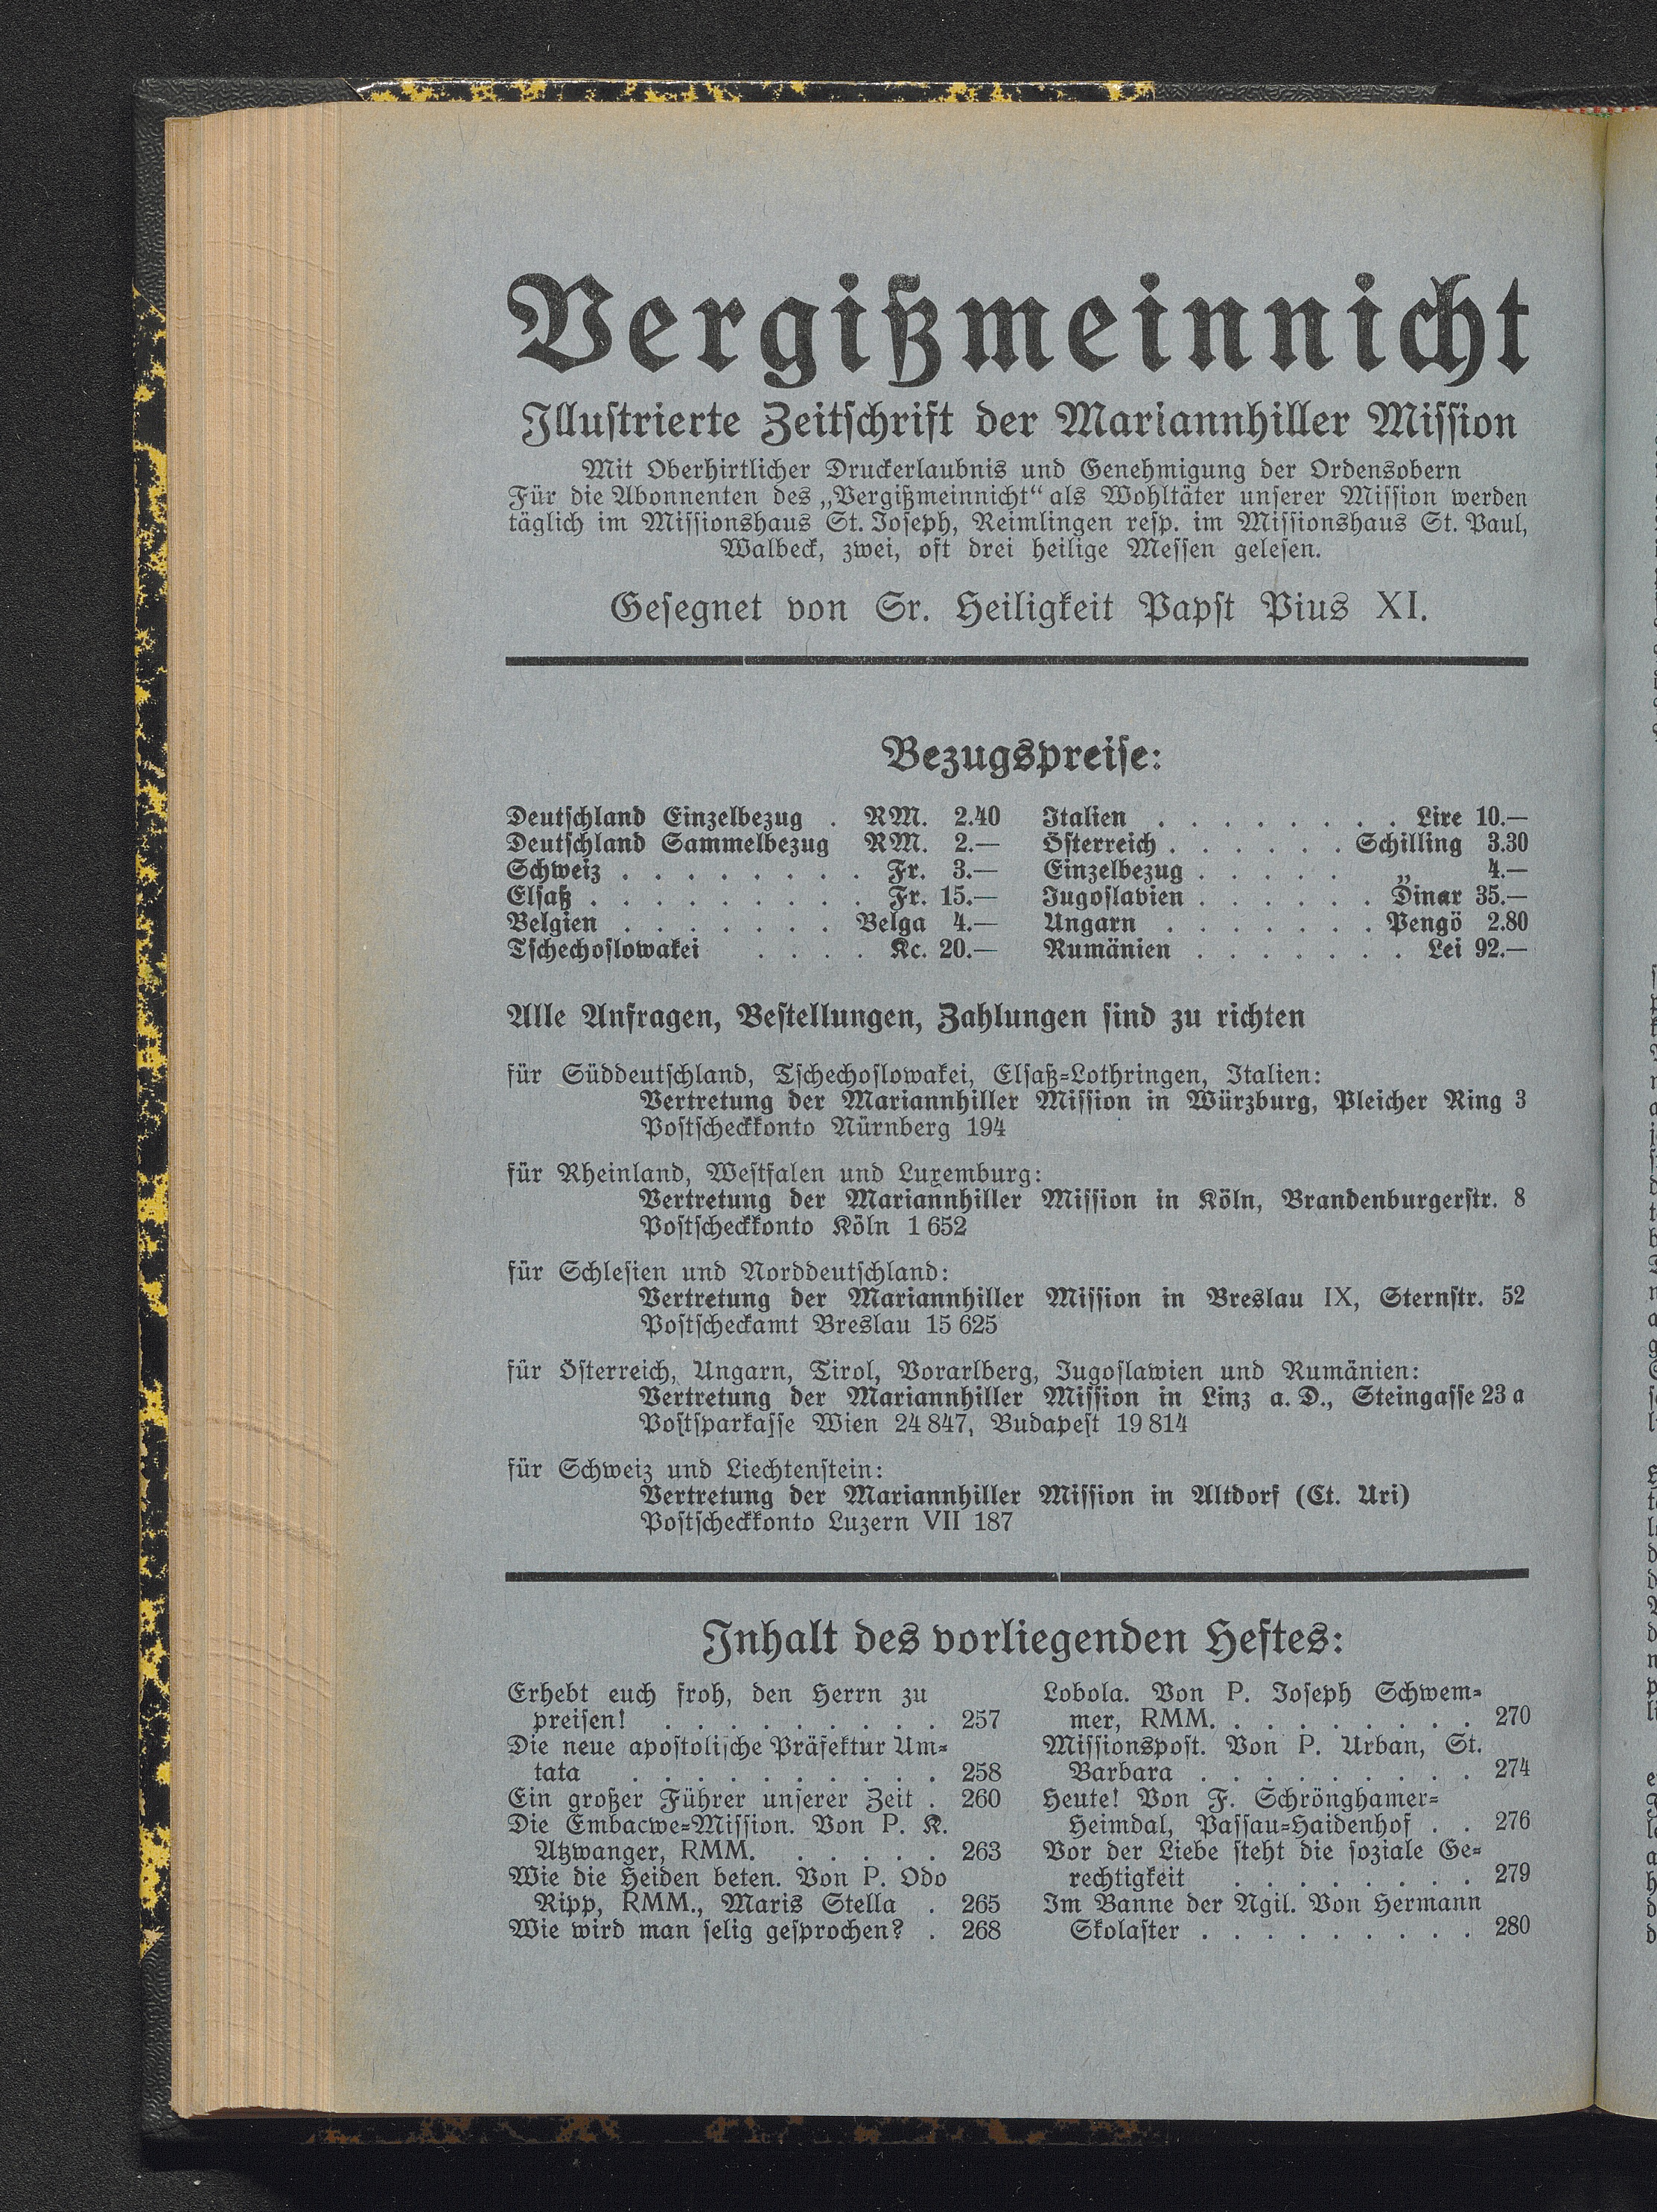 Vergißmeinnicht
Illustrierte Zeitschrift der Mariannhiller Mission
Mit Oberhirtlicher Druckerlaubnis und Genehmigung der Ordensobern
Für die Abonnenten des „Vergißmeinnicht“ als Wohltäter unserer Mission werden
täglich im Missionshaus St. Joseph, Reimlingen resp. im Missionshaus St. Paul,
Walbeck, zwei, oft drei heilige Messen gelesen.
Gesegnet von Sr. Heiligkeit Papst Pius XI.
Bezugspreise:
Deutschland Einzelbezug . RM. 2.40
Deutschland Sammelbezug RM. 2.—
Schweiz . . . . . . . . Fr. 3.—
Elsaß . . . . . . . . . Fr. 15.—
Belgien . . . . . . . Belga 4.—
Tschechoslowakei . . . . Kc. 20.—
Italien . . . . . . . . Lire 10.—
Österreich . . . . . . Schilling 3.30
Einzelbezug . . . . . „ 4.—
Jugoslavien . . . . . . Dinar 35.—
Ungarn . . . . . . . Pengö 2.80
Rumänien . . . . . . . Lei 92.—
Alle Anfragen, Bestellungen, Zahlungen sind zu richten
für Süddeutschland, Tschechoslowakei, Elsaß-Lothringen, Italien:
Vertretung der Mariannhiller Mission in Würzburg, Pleicher Ring 3
Postscheckkonto Nürnberg 194
für Rheinland, Westfalen und Luxemburg:
Vertretung der Mariannhiller Mission in Köln, Brandenburgerstr. 8
Postscheckkonto Köln 1 652
für Schlesien und Norddeutschland:
Vertretung der Mariannhiller Mission in Breslau IX, Sternstr. 52
Postscheckamt Breslau 15 625
für Österreich, Ungarn, Tirol, Vorarlberg, Jugoslawien und Rumänien:
Vertretung der Mariannhiller Mission in Linz a. D., Steingasse 23 a
Postsparkasse Wien 24 847, Budapest 19 814
für Schweiz und Liechtenstein:
Vertretung der Mariannhiller Mission in Altdorf (Ct. Uri)
Postscheckkonto Luzern VII 187
Inhalt des vorliegenden Heftes:
Erhebt euch froh, den Herrn zu
preisen! . . . . . . . . . 257
Die neue apostolische Präfektur Um-
tata . . . . . . . . . . 258
Ein großer Führer unserer Zeit . 260
Die Embacwe-Mission. Von P. K.
Atzwanger, RMM. . . . . . 263
Wie die Heiden beten. Von P. Odo
Ripp, RMM., Maris Stella . 265
Wie wird man selig gesprochen? . 268
Lobola. Von P. Joseph Schwem-
mer, RMM. . . . . . . . . 270
Missionspost. Von P. Urban, St.
Barbara . . . . . . . . . 274
Heute! Von F. Schrönghamer-
Heimdal, Passau-Haidenhof . . 276
Vor der Liebe steht die soziale Ge-
rechtigkeit . . . . . . . . 279
Im Banne der Ngil. Von Hermann
Skolaster . . . . . . . . . 280